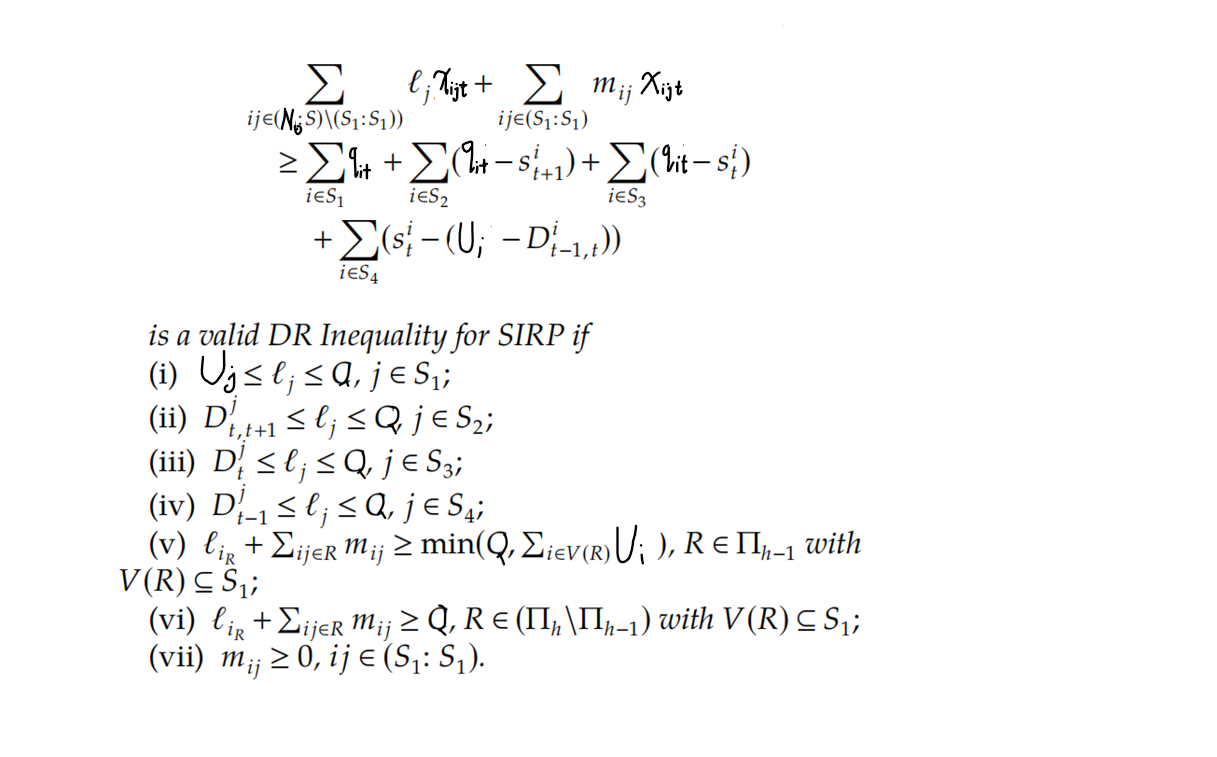 ∑_{ij∈(N_0:S)\(S_1:S_1)} ℓ_j x_{ijt} + ∑_{ij∈(S_1:S_1)} m_{ij} x_{ijt}
≥ ∑_{i∈S_1} q_{it} + ∑_{i∈S_2} (q_{it} − s^i_{t+1}) + ∑_{i∈S_3} (q_{it} − s^i_t)
+ ∑_{i∈S_4} (s^i_t − (U_i − D^i_{t−1,t}))
is a valid DR Inequality for SIRP if
(i) U_j ≤ ℓ_j ≤ Q, j ∈ S_1;
(ii) D^j_{t,t+1} ≤ ℓ_j ≤ Q, j ∈ S_2;
(iii) D^j_t ≤ ℓ_j ≤ Q, j ∈ S_3;
(iv) D^j_{t−1} ≤ ℓ_j ≤ Q, j ∈ S_4;
(v) ℓ_{i_R} + ∑_{ij∈R} m_{ij} ≥ min(Q, ∑_{i∈V(R)} U_i ), R ∈ Π_{h−1} with
V(R) ⊆ S_1;
(vi) ℓ_{i_R} + ∑_{ij∈R} m_{ij} ≥ Q, R ∈ (Π_h\Π_{h−1}) with V(R) ⊆ S_1;
(vii) m_{ij} ≥ 0, ij ∈ (S_1: S_1).